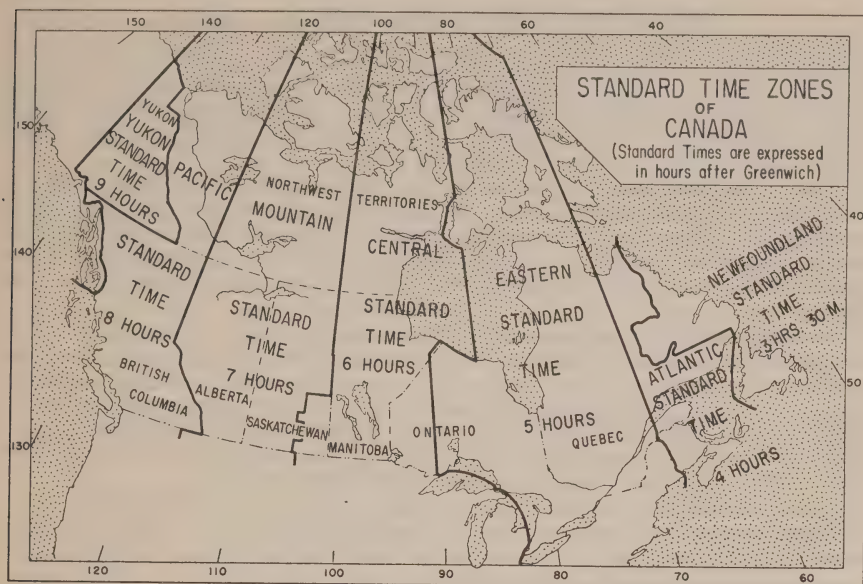 150 140 120 100 80 70 60 50 40
STANDARD TIME ZONES
OF
CANADA
(Standard Times are expressed
in hours after Greenwich)
150
YUKON
YUKON
STANDARD
TIME
9 HOURS
PACIFIC
STANDARD
TIME
8 HOURS
BRITISH
COLUMBIA
NORTHWEST TERRITORIES
MOUNTAIN
STANDARD
TIME
7 HOURS
ALBERTA
SASKATCHEWAN
CENTRAL
STANDARD
TIME
6 HOURS
MANITOBA
EASTERN
STANDARD
TIME
5 HOURS
ONTARIO
QUEBEC
ATLANTIC
STANDARD
TIME
4 HOURS
NEWFOUNDLAND
STANDARD
TIME
3 HRS. 30 M.
140
130
40
50
40
120 110 100 90 80 70 60